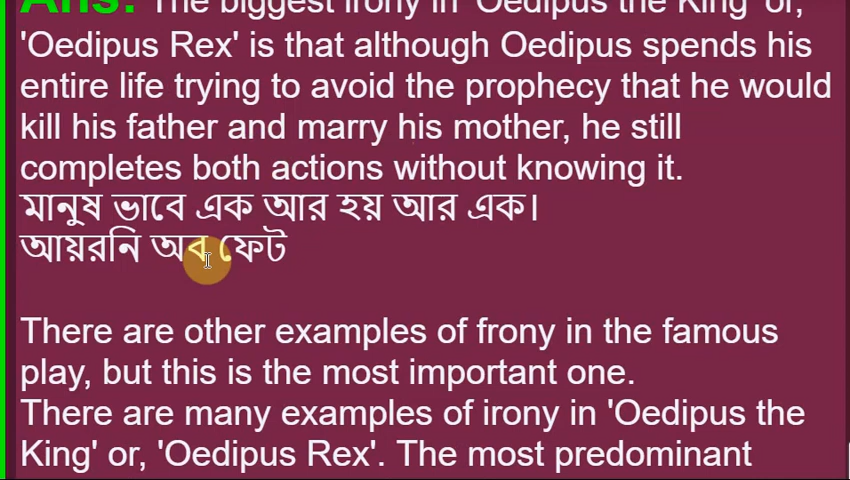 Ans: The biggest irony in 'Oedipus the King' or,
'Oedipus Rex' is that although Oedipus spends his
entire life trying to avoid the prophecy that he would
kill his father and marry his mother, he still
completes both actions without knowing it.
মানুষ ভাবে এক আর হয় আর এক।
আয়রনি অব ফেট
There are other examples of frony in the famous
play, but this is the most important one.
There are many examples of irony in 'Oedipus the
King' or, 'Oedipus Rex'. The most predominant